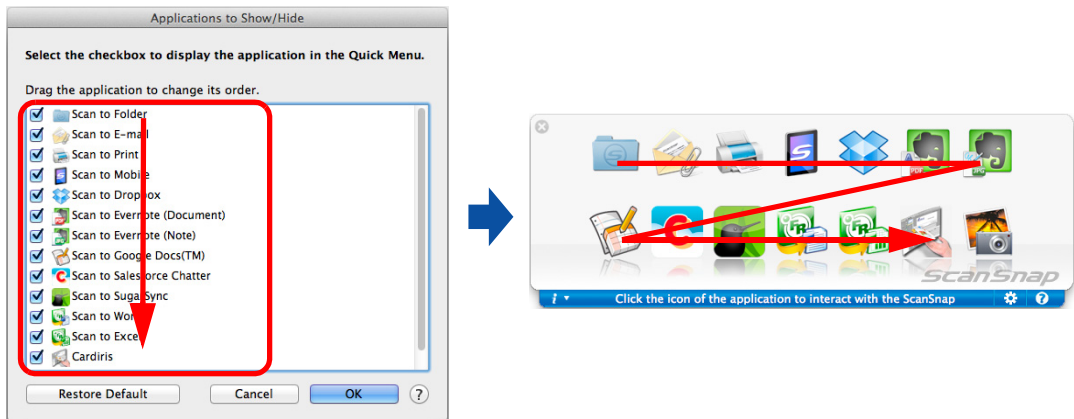 Applications to Show/Hide
Select the checkbox to display the application in the Quick Menu.
Drag the application to change its order.
Scan to Folder
Scan to E-mail
Scan to Print
Scan to Mobile
Scan to Dropbox
Scan to Evernote (Document)
Scan to Evernote (Note)
Scan to Google Docs(TM)
Scan to Salesforce Chatter
Scan to SugarSync
Scan to Word
Scan to Excel
Cardiris
Restore Default
Cancel
OK
?
PDF
JPG
ScanSnap
i
Click the icon of the application to interact with the ScanSnap
?